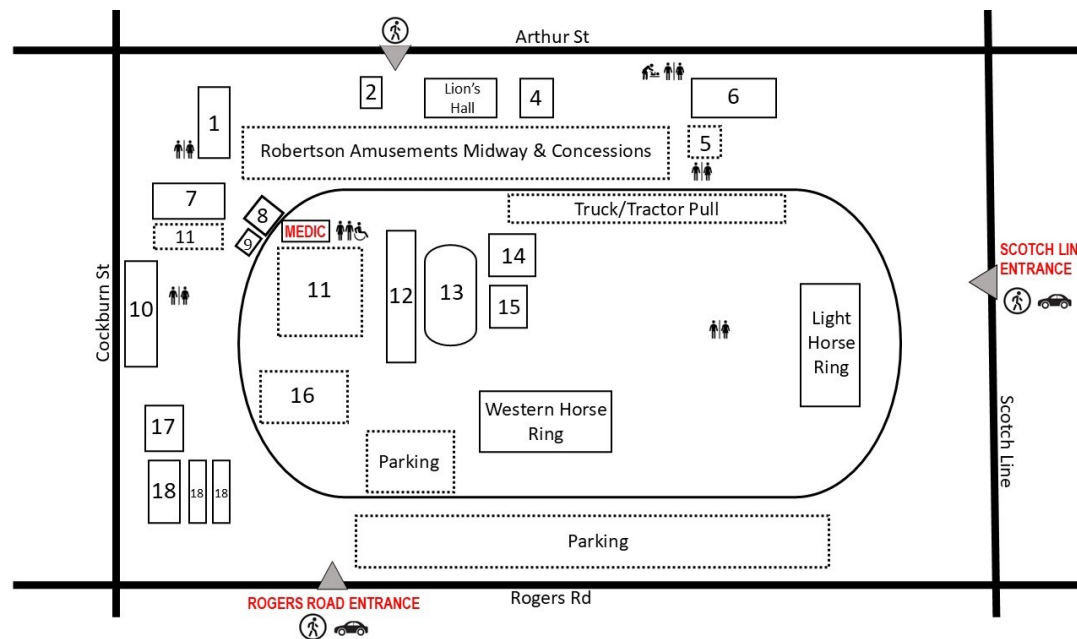 Arthur St
2
Lion's
Hall
4
6
1
5
Robertson Amusements Midway & Concessions
7
8
Truck/Tractor Pull
11
9
MEDIC
14
SCOTCH LIN
ENTRANCE
10
11
12
13
15
Light
Horse
Ring
Cockburn St
16
Western Horse
Ring
Scotch Line
17
Parking
18
18
18
Parking
ROGERS ROAD ENTRANCE
Rogers Rd